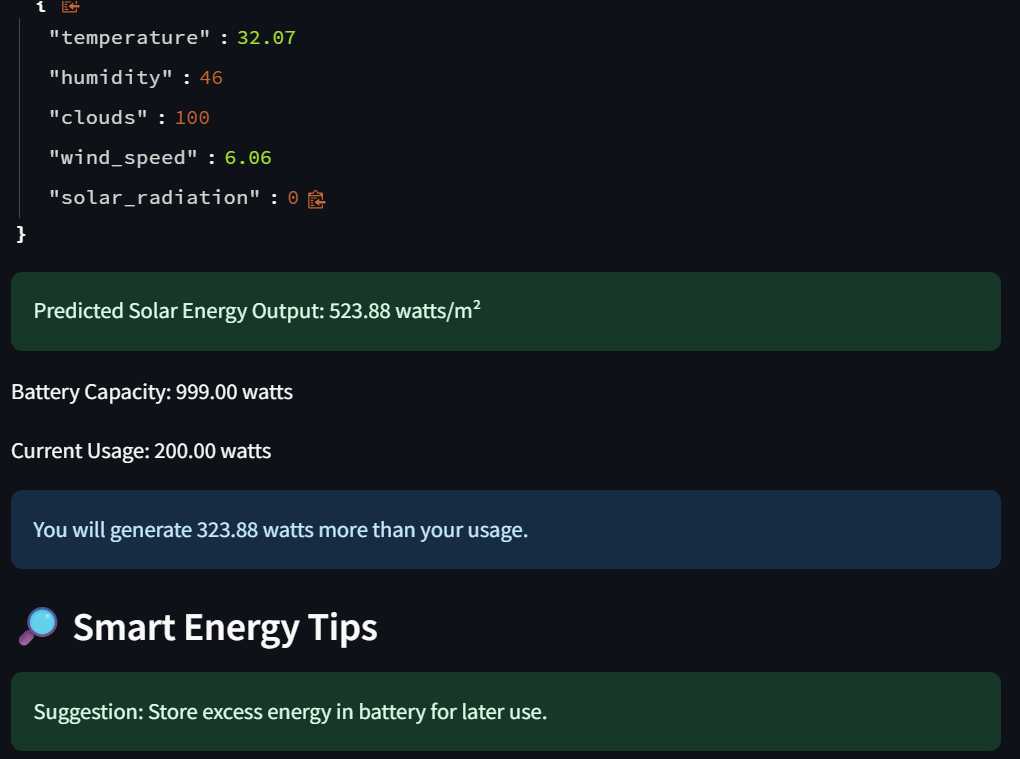 {
"temperature" : 32.07
"humidity" : 46
"clouds" : 100
"wind_speed" : 6.06
"solar_radiation" : 0
}
Predicted Solar Energy Output: 523.88 watts/m²
Battery Capacity: 999.00 watts
Current Usage: 200.00 watts
You will generate 323.88 watts more than your usage.
Smart Energy Tips
Suggestion: Store excess energy in battery for later use.